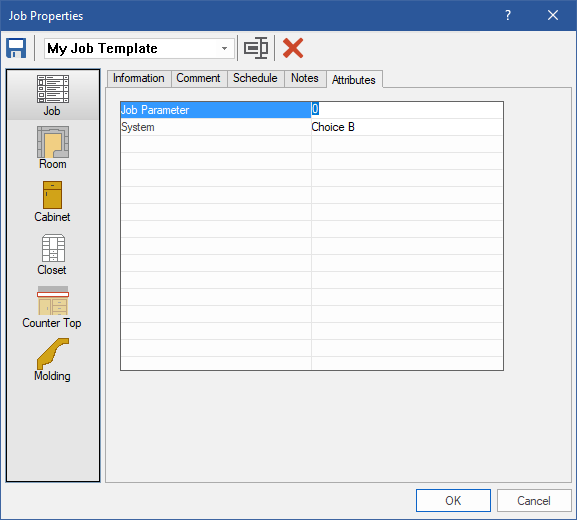 Job Properties
?
My Job Template
Information Comment Schedule Notes Attributes
Job
Room
Cabinet
Closet
Counter Top
Molding
Job Parameter 0
System Choice B
OK Cancel